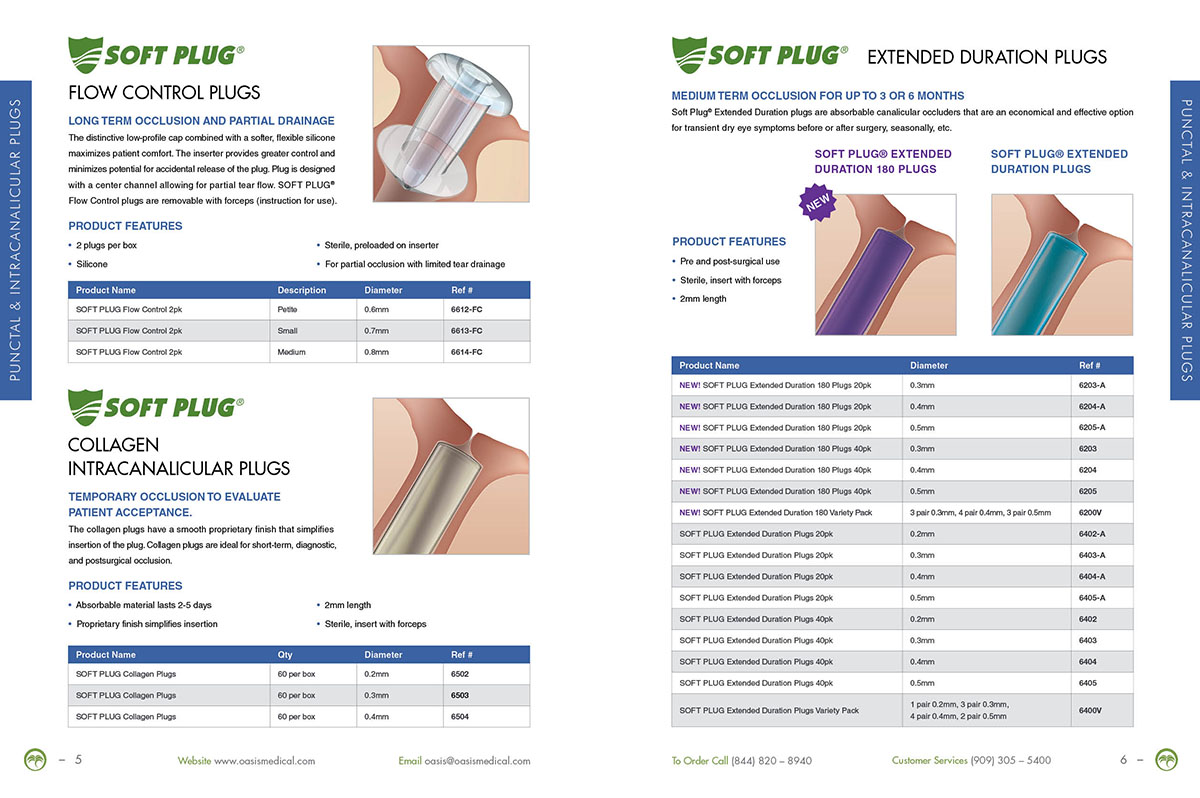 PUNCTAL & INTRACANALICULAR PLUGS
SOFT PLUG®
FLOW CONTROL PLUGS
LONG TERM OCCLUSION AND PARTIAL DRAINAGE
The distinctive low-profile cap combined with a softer, flexible silicone
maximizes patient comfort. The inserter provides greater control and
minimizes potential for accidental release of the plug. Plug is designed
with a center channel allowing for partial tear flow. SOFT PLUG®
Flow Control plugs are removable with forceps (instruction for use).
PRODUCT FEATURES
• 2 plugs per box
• Silicone
• Sterile, preloaded on inserter
• For partial occlusion with limited tear drainage
Product Name Description Diameter Ref #
SOFT PLUG Flow Control 2pk Petite 0.6mm 6612-FC
SOFT PLUG Flow Control 2pk Small 0.7mm 6613-FC
SOFT PLUG Flow Control 2pk Medium 0.8mm 6614-FC
SOFT PLUG®
COLLAGEN
INTRACANALICULAR PLUGS
TEMPORARY OCCLUSION TO EVALUATE
PATIENT ACCEPTANCE.
The collagen plugs have a smooth proprietary finish that simplifies
insertion of the plug. Collagen plugs are ideal for short-term, diagnostic,
and postsurgical occlusion.
PRODUCT FEATURES
• Absorbable material lasts 2-5 days
• Proprietary finish simplifies insertion
• 2mm length
• Sterile, insert with forceps
Product Name Qty Diameter Ref #
SOFT PLUG Collagen Plugs 60 per box 0.2mm 6502
SOFT PLUG Collagen Plugs 60 per box 0.3mm 6503
SOFT PLUG Collagen Plugs 60 per box 0.4mm 6504
– 5
Website www.oasismedical.com
Email oasis@oasismedical.com
SOFT PLUG® EXTENDED DURATION PLUGS
MEDIUM TERM OCCLUSION FOR UP TO 3 OR 6 MONTHS
Soft Plug® Extended Duration plugs are absorbable canalicular occluders that are an economical and effective option
for transient dry eye symptoms before or after surgery, seasonally, etc.
SOFT PLUG® EXTENDED
DURATION 180 PLUGS
SOFT PLUG® EXTENDED
DURATION PLUGS
NEW
PRODUCT FEATURES
• Pre and post-surgical use
• Sterile, insert with forceps
• 2mm length
Product Name Diameter Ref #
NEW! SOFT PLUG Extended Duration 180 Plugs 20pk 0.3mm 6203-A
NEW! SOFT PLUG Extended Duration 180 Plugs 20pk 0.4mm 6204-A
NEW! SOFT PLUG Extended Duration 180 Plugs 20pk 0.5mm 6205-A
NEW! SOFT PLUG Extended Duration 180 Plugs 40pk 0.3mm 6203
NEW! SOFT PLUG Extended Duration 180 Plugs 40pk 0.4mm 6204
NEW! SOFT PLUG Extended Duration 180 Plugs 40pk 0.5mm 6205
NEW! SOFT PLUG Extended Duration 180 Variety Pack 3 pair 0.3mm, 4 pair 0.4mm, 3 pair 0.5mm 6200V
SOFT PLUG Extended Duration Plugs 20pk 0.2mm 6402-A
SOFT PLUG Extended Duration Plugs 20pk 0.3mm 6403-A
SOFT PLUG Extended Duration Plugs 20pk 0.4mm 6404-A
SOFT PLUG Extended Duration Plugs 20pk 0.5mm 6405-A
SOFT PLUG Extended Duration Plugs 40pk 0.2mm 6402
SOFT PLUG Extended Duration Plugs 40pk 0.3mm 6403
SOFT PLUG Extended Duration Plugs 40pk 0.4mm 6404
SOFT PLUG Extended Duration Plugs 40pk 0.5mm 6405
SOFT PLUG Extended Duration Plugs Variety Pack 1 pair 0.2mm, 3 pair 0.3mm,
4 pair 0.4mm, 2 pair 0.5mm 6400V
To Order Call (844) 820 – 8940
Customer Services (909) 305 – 5400
6 –
PUNCTAL & INTRACANALICULAR PLUGS